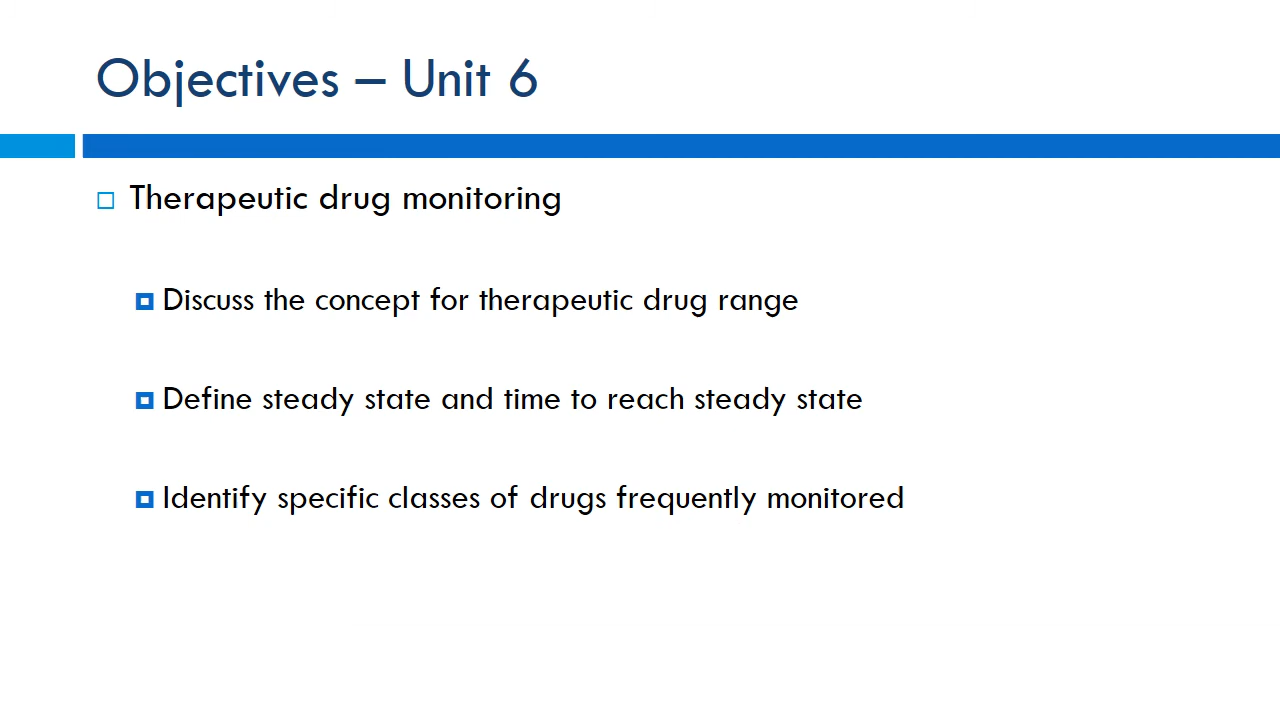 Objectives – Unit 6
Therapeutic drug monitoring
Discuss the concept for therapeutic drug range
Define steady state and time to reach steady state
Identify specific classes of drugs frequently monitored